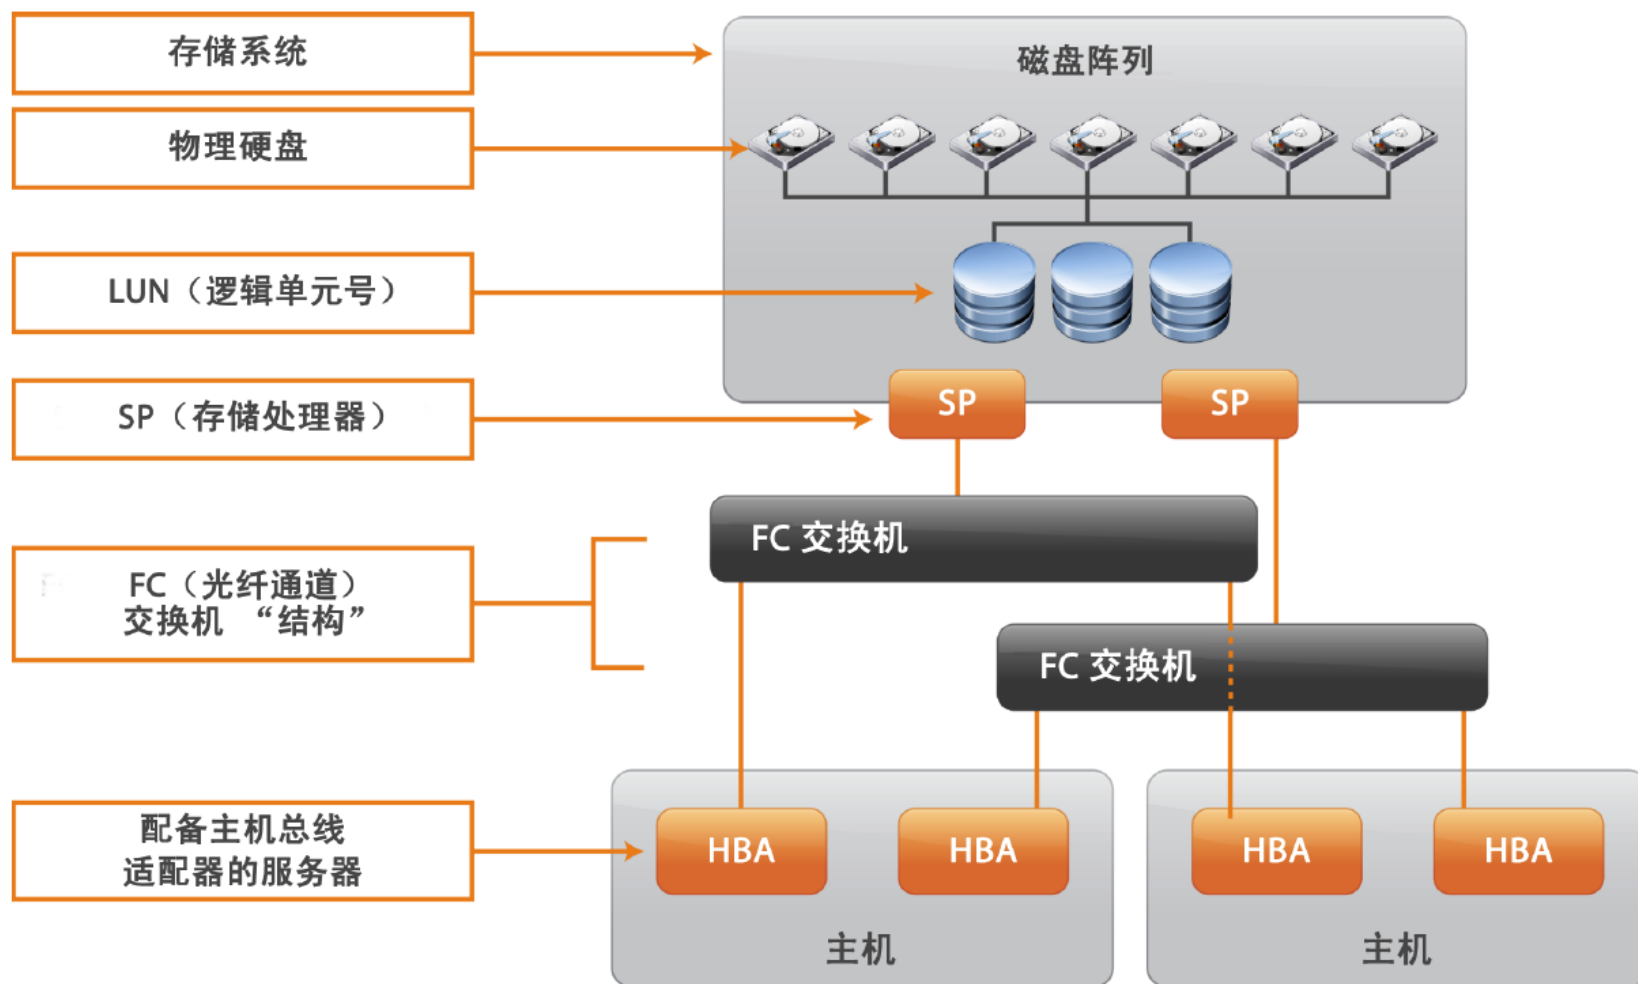 存储系统
磁盘阵列
物理硬盘
LUN（逻辑单元号）
SP（存储处理器）
SP
SP
FC（光纤通道）
交换机 “结构”
FC 交换机
FC 交换机
配备主机总线
适配器的服务器
HBA
HBA
HBA
HBA
主机
主机